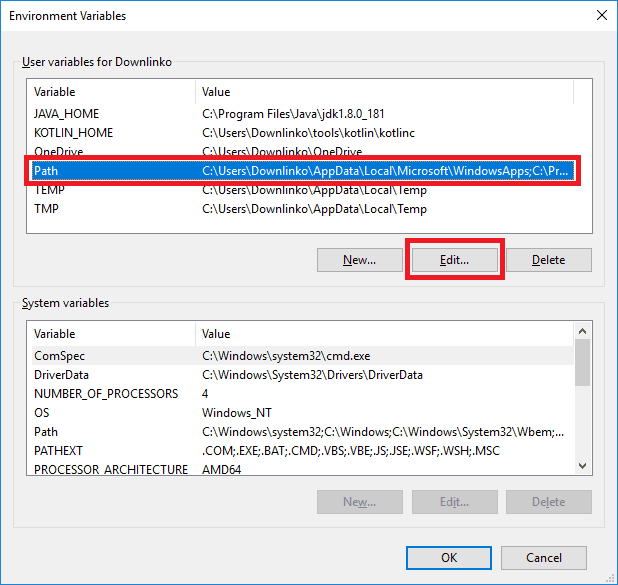 Environment Variables
User variables for Downlinko
Variable Value
JAVA_HOME C:\Program Files\Java\jdk1.8.0_181
KOTLIN_HOME C:\Users\Downlinko\tools\kotlin\kotlinc
OneDrive C:\Users\Downlinko\OneDrive
Path C:\Users\Downlinko\AppData\Local\Microsoft\WindowsApps;C:\Pr...
TEMP C:\Users\Downlinko\AppData\Local\Temp
TMP C:\Users\Downlinko\AppData\Local\Temp
New... Edit... Delete
System variables
Variable Value
ComSpec C:\Windows\system32\cmd.exe
DriverData C:\Windows\System32\Drivers\DriverData
NUMBER_OF_PROCESSORS 4
OS Windows_NT
Path C:\Windows\system32;C:\Windows;C:\Windows\System32\Wbem;...
PATHEXT .COM;.EXE;.BAT;.CMD;.VBS;.VBE;.JS;.JSE;.WSF;.WSH;.MSC
PROCESSOR_ARCHITECTURE AMD64
New... Edit... Delete
OK Cancel